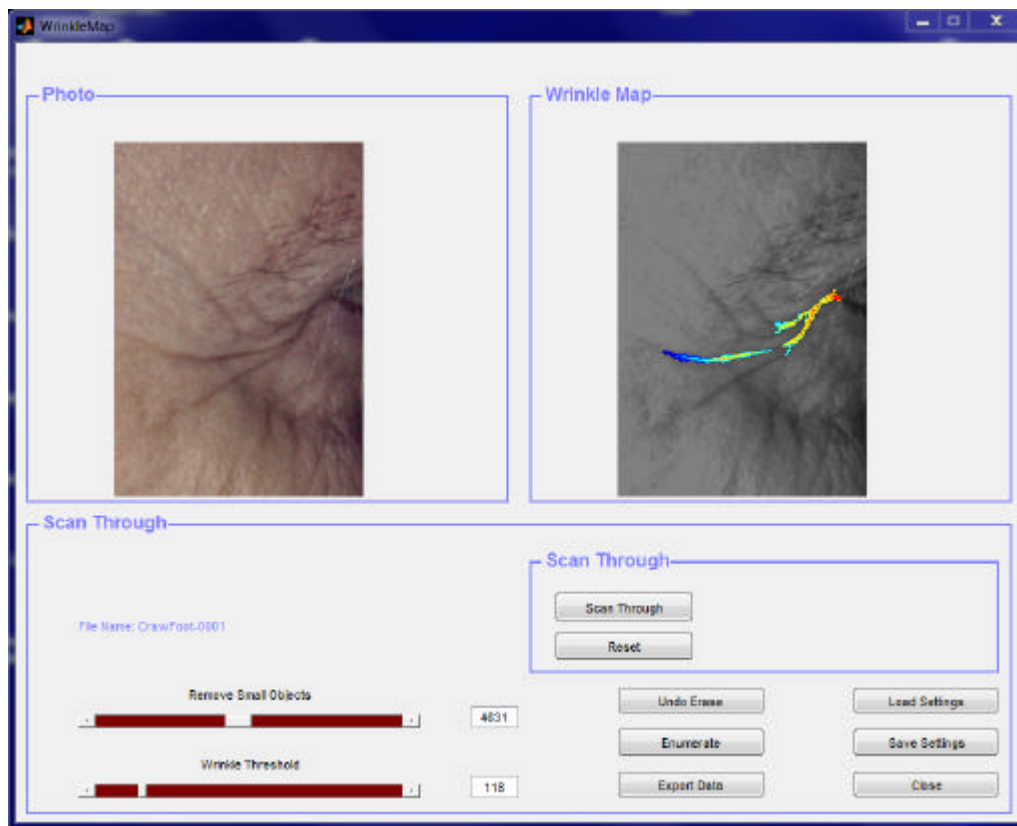 WrinkleMap
Photo
Wrinkle Map
Scan Through
Scan Through
Scan Through
Reset
File Name: CrawFoot-0001
Remove Small Objects
4831
Wrinkle Threshold
118
Undo Erase
Load Settings
Enumerate
Save Settings
Export Data
Close